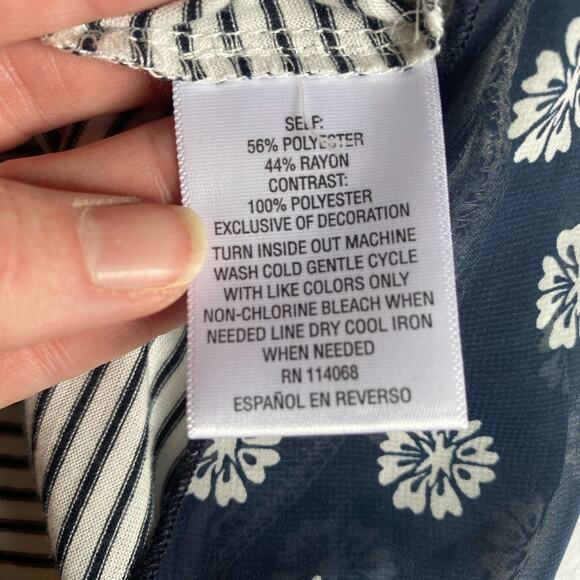 SELF:
56% POLYESTER
44% RAYON
CONTRAST:
100% POLYESTER
EXCLUSIVE OF DECORATION
TURN INSIDE OUT MACHINE
WASH COLD GENTLE CYCLE
WITH LIKE COLORS ONLY
NON-CHLORINE BLEACH WHEN
NEEDED LINE DRY COOL IRON
WHEN NEEDED
RN 114068
ESPAÑOL EN REVERSO